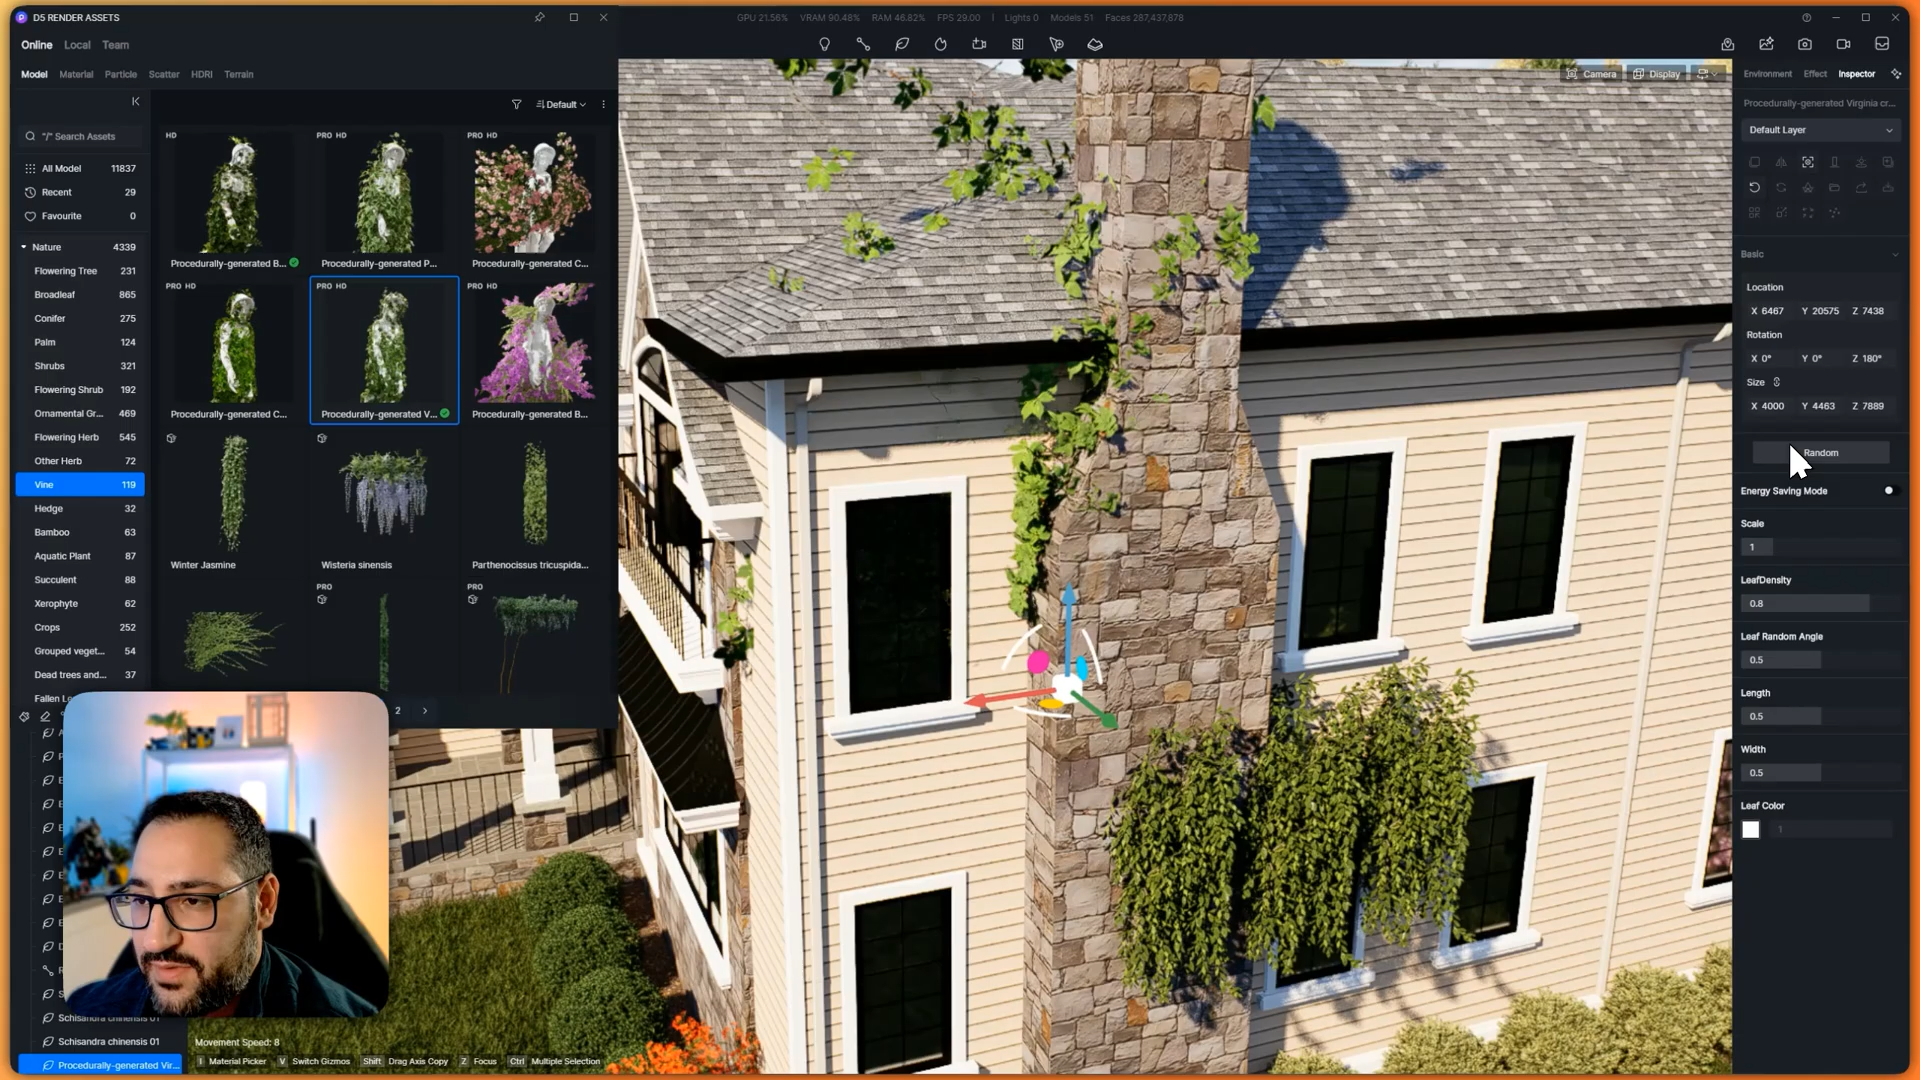 D5 RENDER ASSETS
GPU 21.56% VRAM 90.48% RAM 46.82% FPS 29.00 | Lights 0 Models 51 Faces 287,437,878
Online Local Team
Model Material Particle Scatter HDRI Terrain
Camera Display
Environment Effect Inspector
Default
Procedurally-generated Virginia cr...
Default Layer
"/" Search Assets
All Model 11837
Recent 29
Favourite 0
Nature 4339
Flowering Tree 231
Broadleaf 865
Conifer 275
Palm 124
Shrubs 321
Flowering Shrub 192
Ornamental Gr... 469
Flowering Herb 545
Other Herb 72
Vine 119
Hedge 32
Bamboo 63
Aquatic Plant 87
Succulent 88
Xerophyte 62
Crops 252
Grouped veget... 54
Dead trees and... 37
HD
PRO HD
PRO HD
Procedurally-generated B...
Procedurally-generated P...
Procedurally-generated C...
PRO HD
PRO HD
PRO HD
Procedurally-generated C...
Procedurally-generated V...
Procedurally-generated B...
Winter Jasmine
Wisteria sinensis
Parthenocissus tricuspida...
PRO
PRO
2
Basic
Location
X 6467 Y 20575 Z 7438
Rotation
X 0° Y 0° Z 180°
Size
X 4000 Y 4463 Z 7889
Random
Energy Saving Mode
Scale
1
LeafDensity
0.8
Leaf Random Angle
0.5
Length
0.5
Width
0.5
Leaf Color
1
Schisandra chinensis 01
Schisandra chinensis 01
Procedurally-generated Vir...
Movement Speed: 8
I Material Picker V Switch Gizmos Shift Drag Axis Copy Z Focus Ctrl Multiple Selection